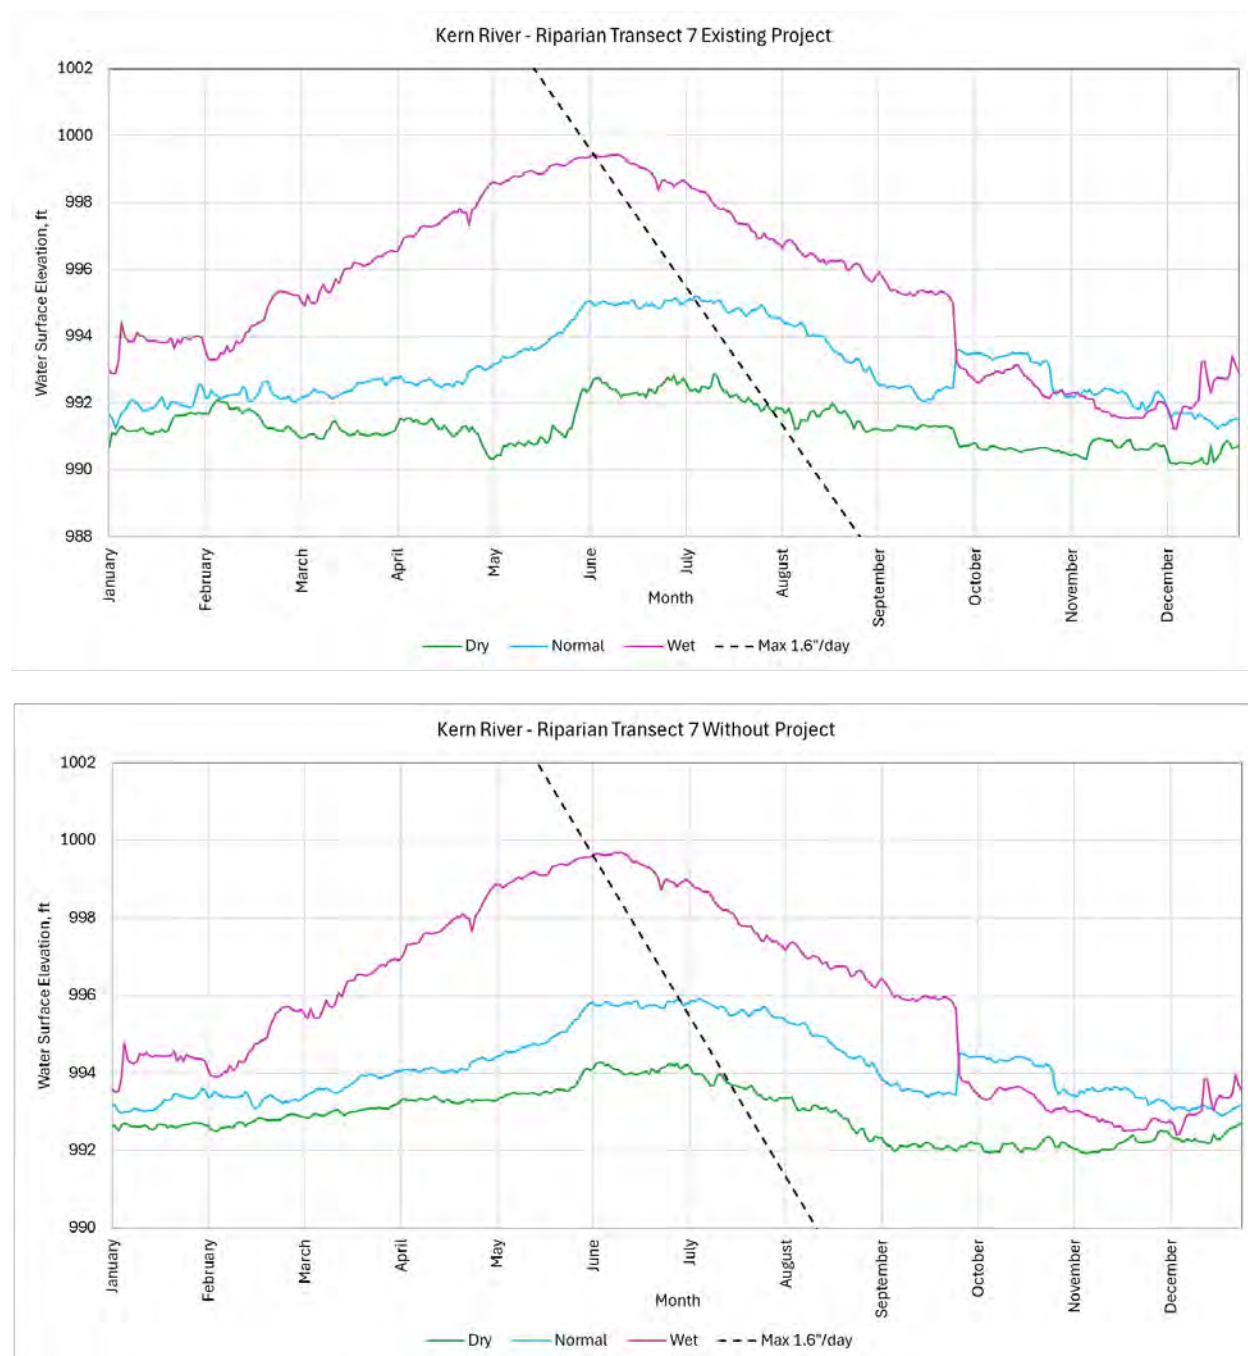 Kern River - Riparian Transect 7 Existing Project
1002
1000
998
996
994
992
990
988
Water Surface Elevation, ft
January
February
March
April
May
June
July
August
September
October
November
December
Month
Dry Normal Wet Max 1.6"/day
Kern River - Riparian Transect 7 Without Project
1002
1000
998
996
994
992
990
Water Surface Elevation, ft
January
February
March
April
May
June
July
August
September
October
November
December
Month
Dry Normal Wet Max 1.6"/day